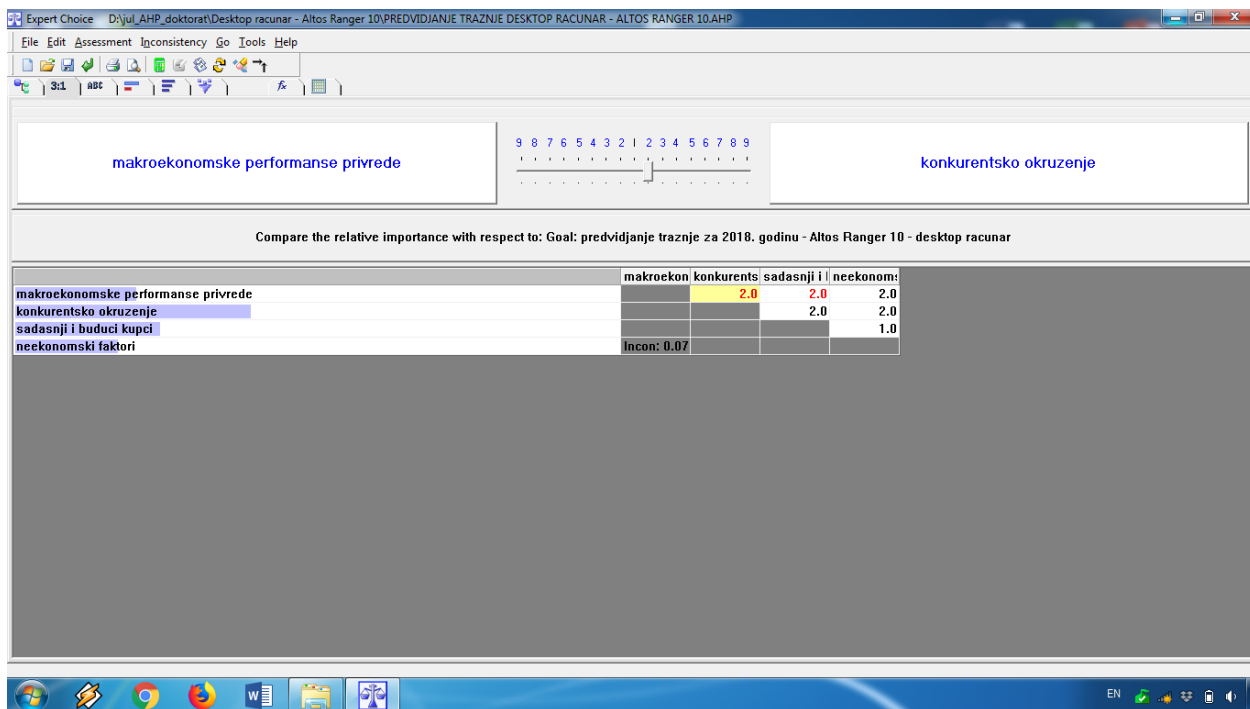 Expert Choice D:\jul_AHP_doktorat\Desktop racunar - Altos Ranger 10\PREDVIDJANJE TRAZNJE DESKTOP RACUNAR - ALTOS RANGER 10.AHP
File Edit Assessment Inconsistency Go Tools Help
3:1 ABC fx
9 8 7 6 5 4 3 2 1 2 3 4 5 6 7 8 9
makroekonomske performanse privrede konkurentsko okruzenje
Compare the relative importance with respect to: Goal: predvidjanje traznje za 2018. godinu - Altos Ranger 10 - desktop racunar
makroekon konkurents sadasnji i neekonoms
makroekonomske performanse privrede 2.0 2.0 2.0
konkurentsko okruzenje 2.0 2.0
sadasnji i buduci kupci 1.0
neekonomski faktori Incon: 0.07
W EN